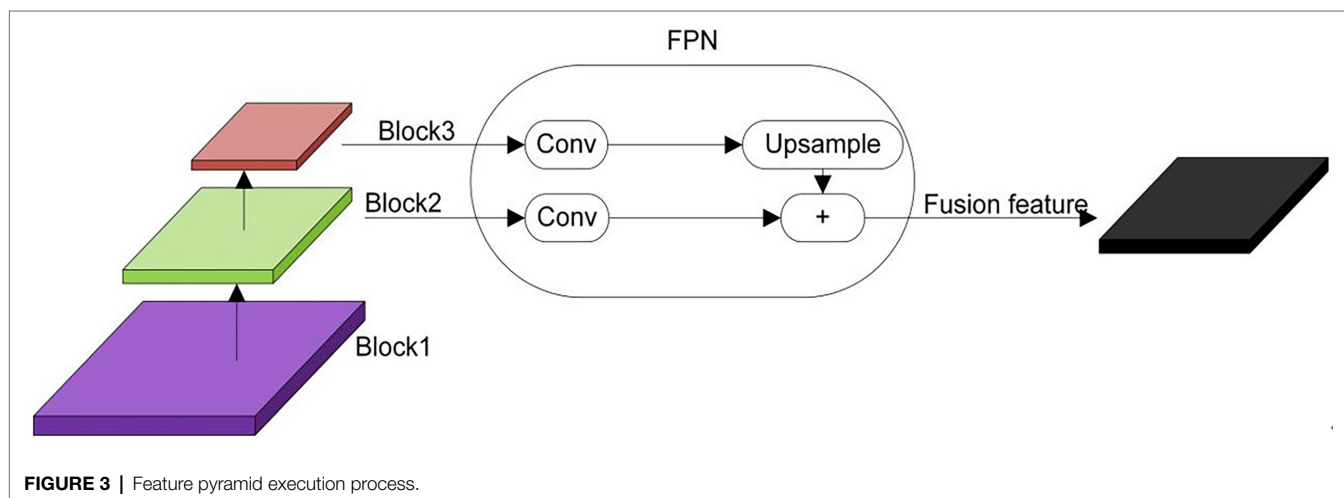 FPN
Block3
Conv
Upsample
Block2
Conv
+
Fusion feature
Block1
FIGURE 3 | Feature pyramid execution process.